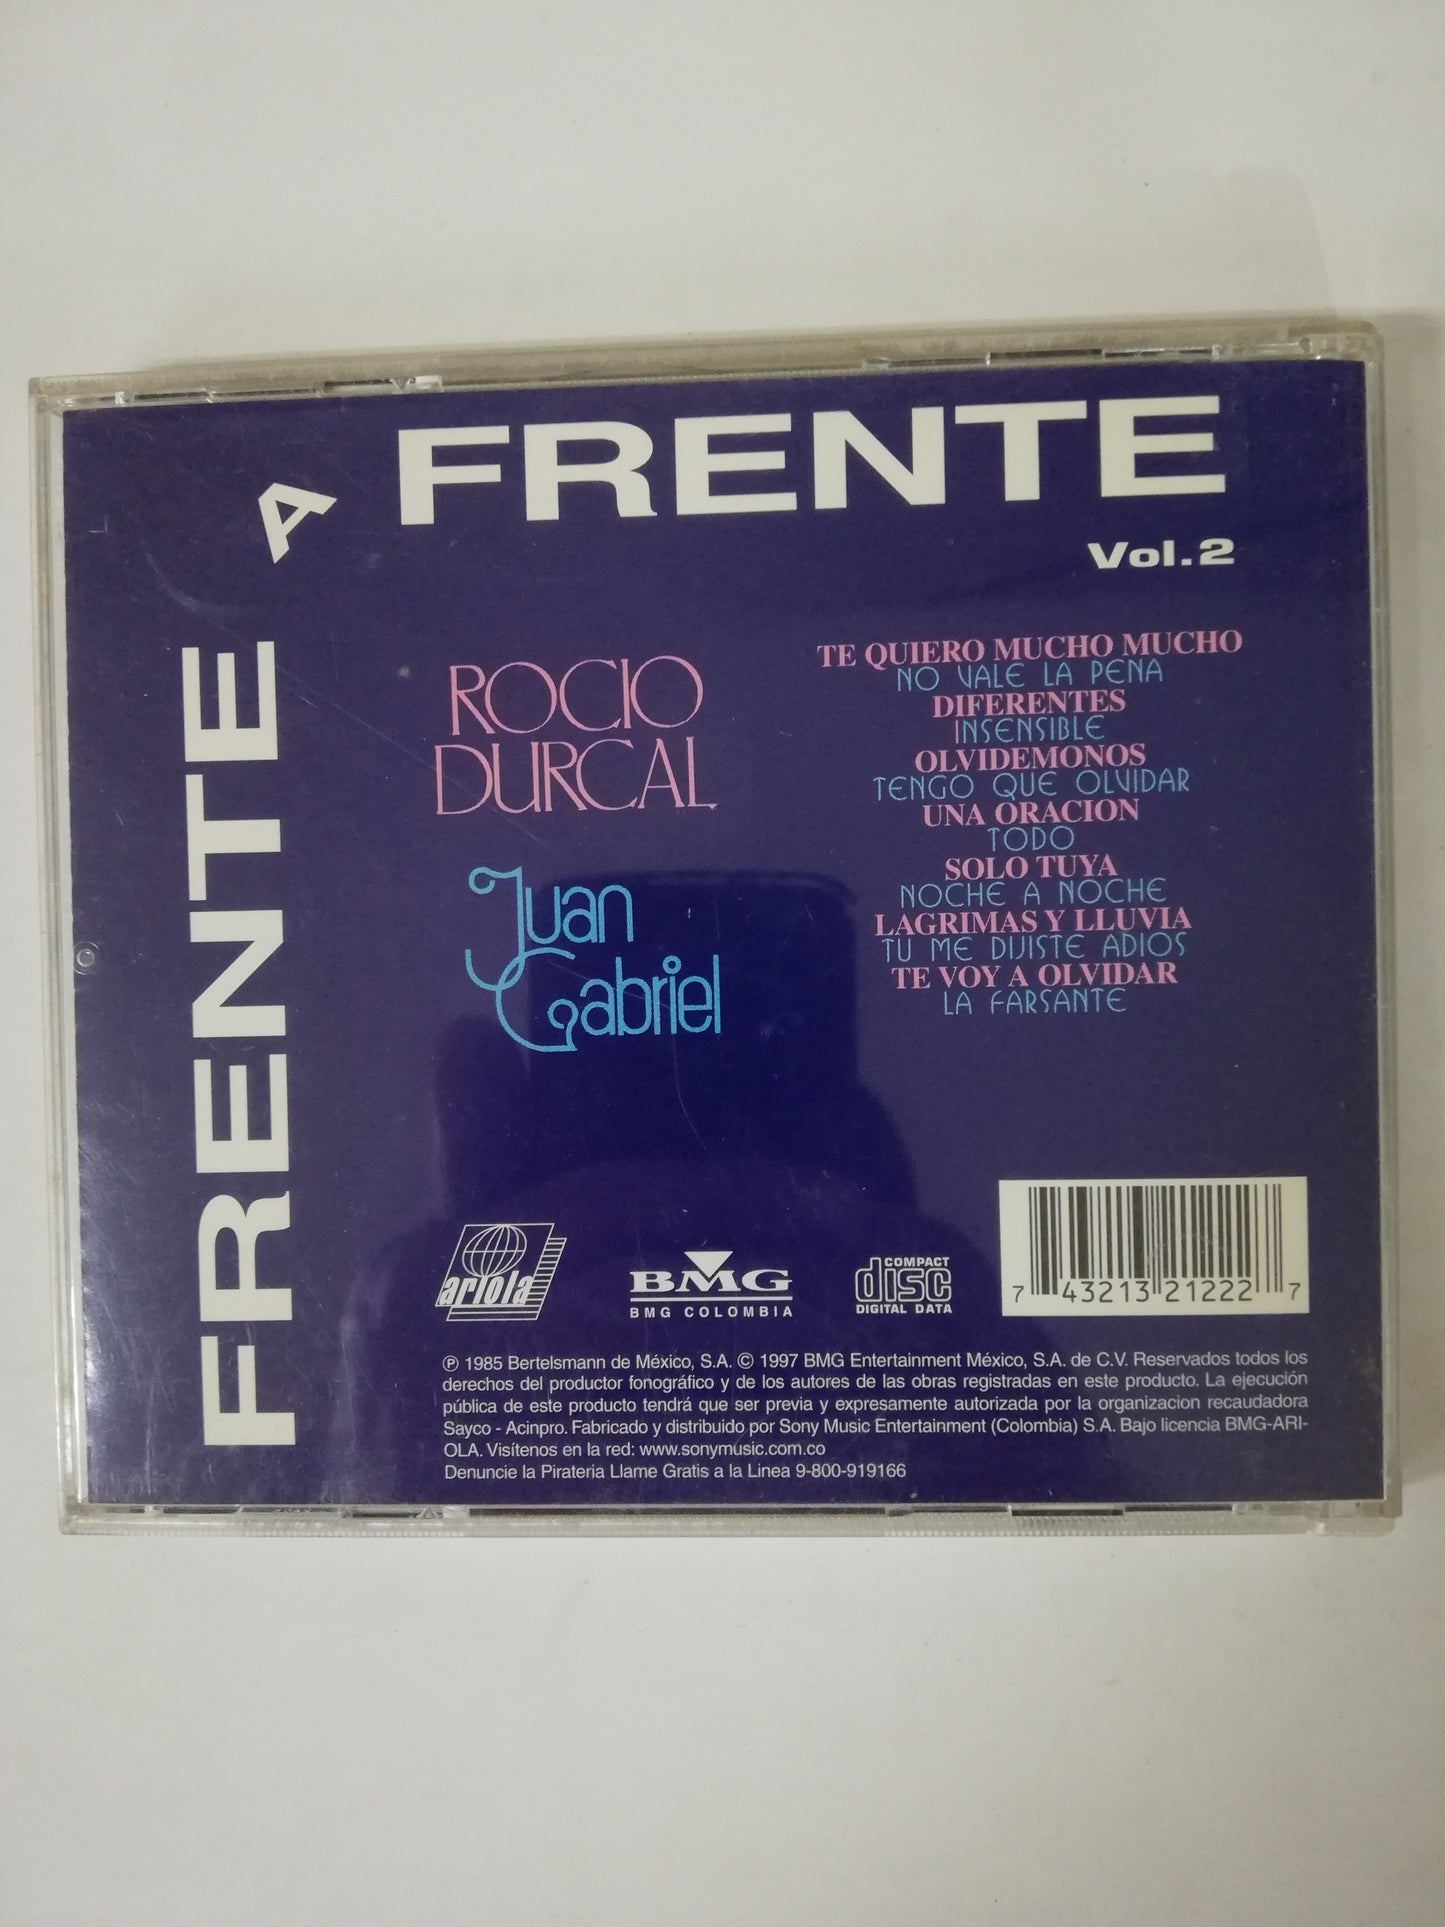 FRENTE
A
FRENTE
Vol.2
ROCIO
DURCAL
Juan
Gabriel
TE QUIERO MUCHO MUCHO
NO VALE LA PENA
DIFERENTES
INSENSIBLE
OLVIDEMONOS
TENGO QUE OLVIDAR
UNA ORACION
TODO
SOLO TUYA
NOCHE A NOCHE
LAGRIMAS Y LLUVIA
TU ME DIJISTE ADIOS
TE VOY A OLVIDAR
LA FARSANTE
ariola
BMG
BMG COLOMBIA
COMPACT
disc
DIGITAL DATA
7 43213 21222 7
℗ 1985 Bertelsmann de México, S.A. © 1997 BMG Entertainment México, S.A. de C.V. Reservados todos los
derechos del productor fonográfico y de los autores de las obras registradas en este producto. La ejecución
pública de este producto tendrá que ser previa y expresamente autorizada por la organizacion recaudadora
Sayco - Acinpro. Fabricado y distribuido por Sony Music Entertainment (Colombia) S.A. Bajo licencia BMG-ARI-
OLA. Visítenos en la red: www.sonymusic.com.co
Denuncie la Pirateria Llame Gratis a la Linea 9-800-919166